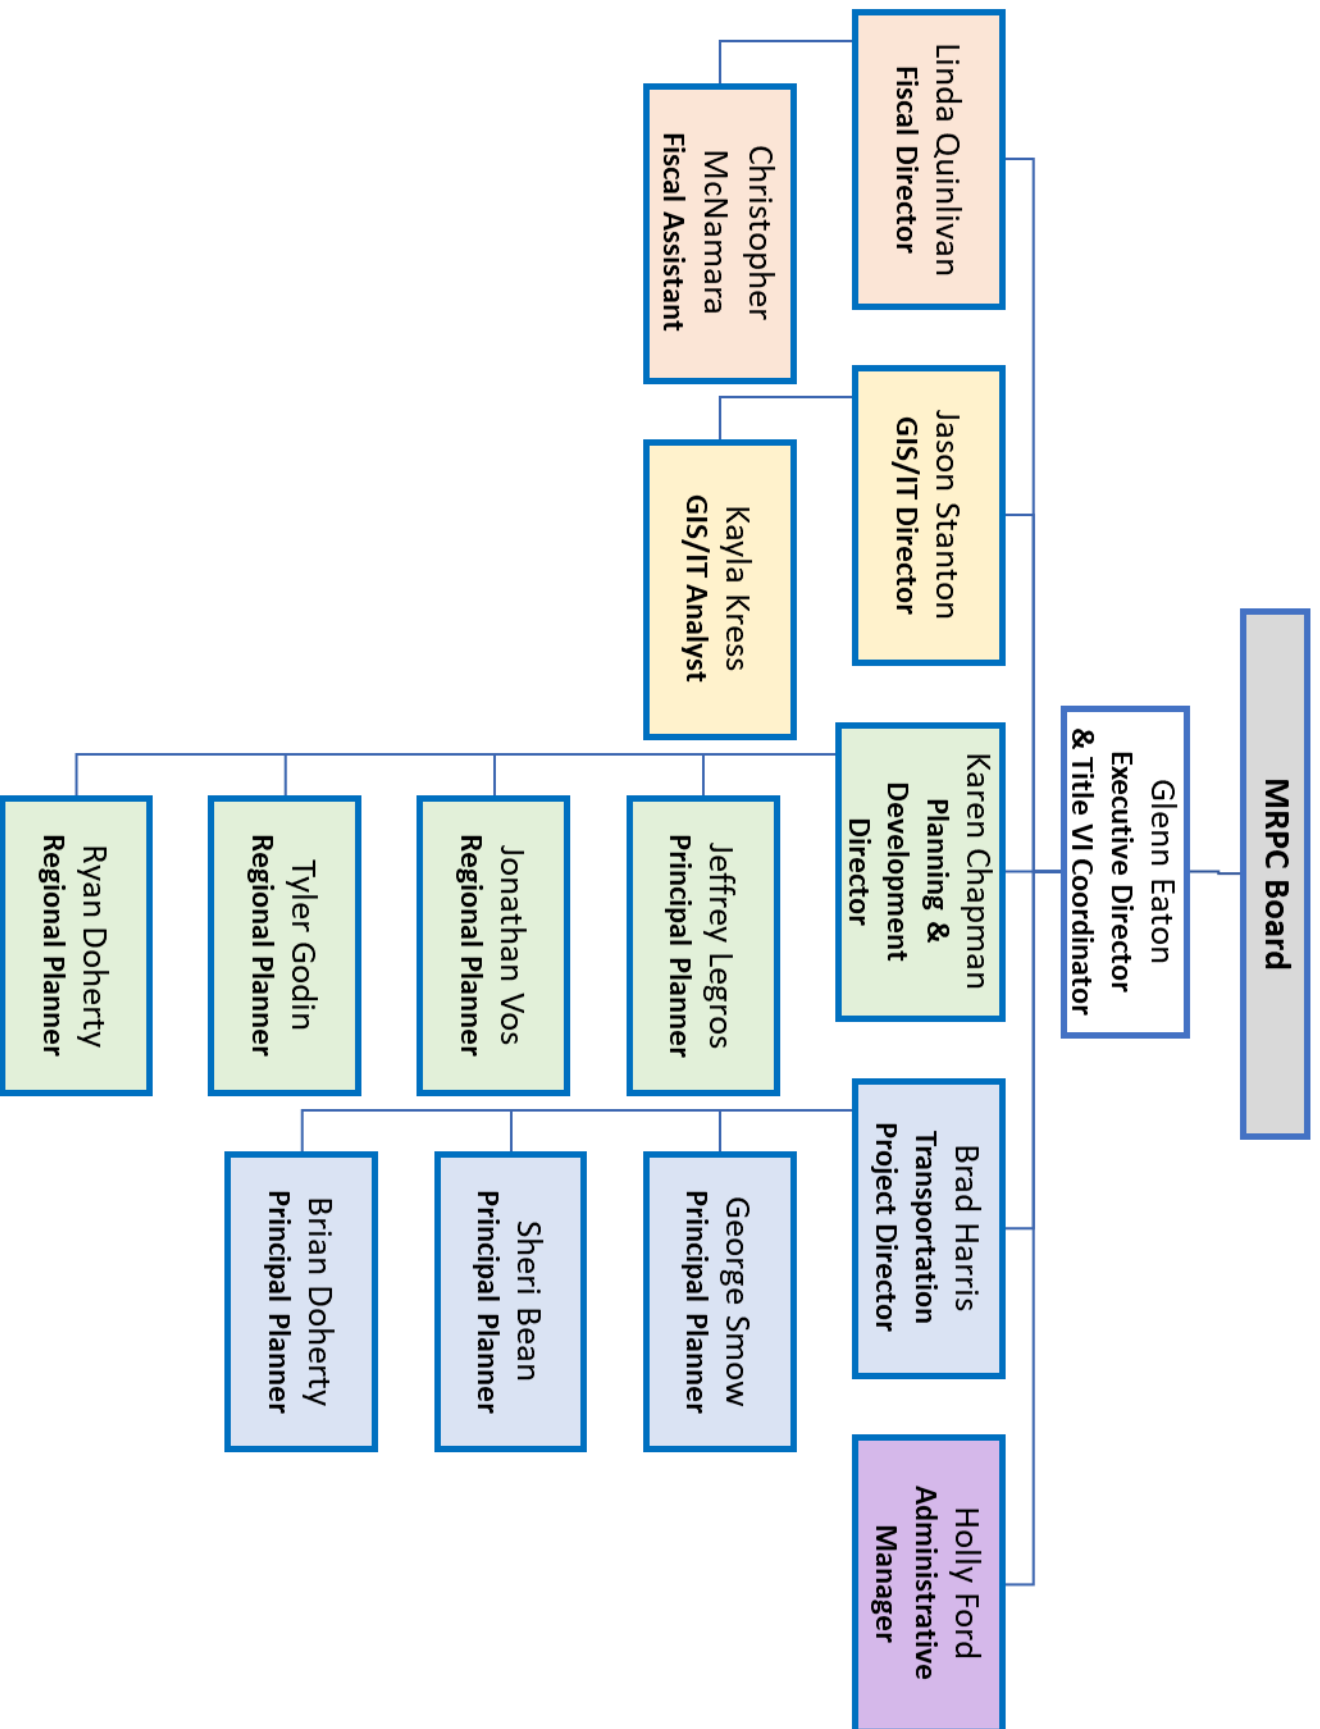 MRPC Board
Glenn Eaton
Executive Director
& Title VI Coordinator
Linda Quinlivan
Fiscal Director
Christopher
McNamara
Fiscal Assistant
Jason Stanton
GIS/IT Director
Kayla Kress
GIS/IT Analyst
Karen Chapman
Planning &
Development
Director
Jeffrey Legros
Principal Planner
Jonathan Vos
Regional Planner
Tyler Godin
Regional Planner
Ryan Doherty
Regional Planner
Brad Harris
Transportation
Project Director
George Smow
Principal Planner
Sheri Bean
Principal Planner
Brian Doherty
Principal Planner
Holly Ford
Administrative
Manager